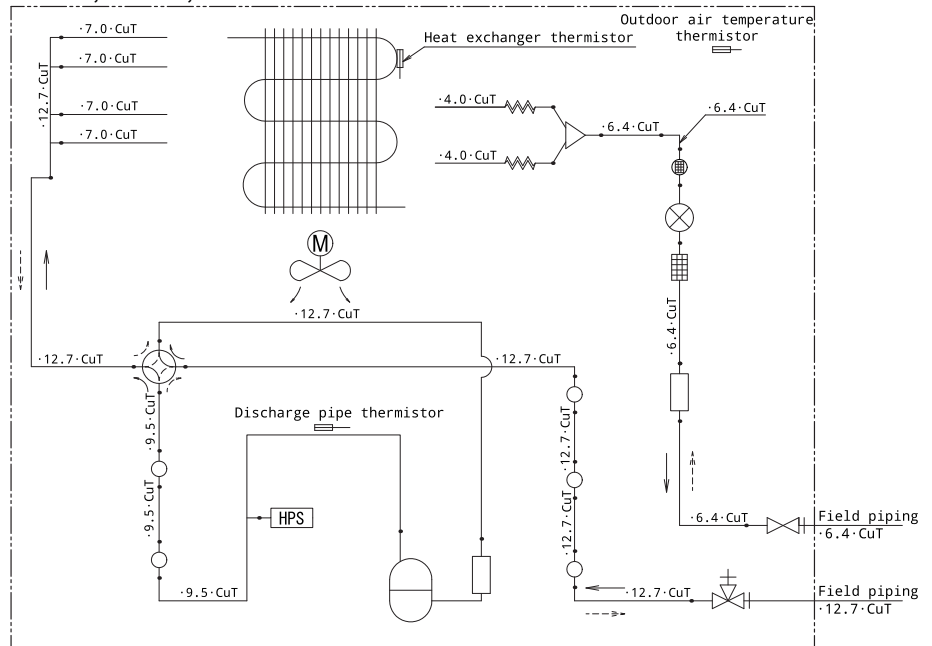 ·7.0·CuT
·7.0·CuT
·7.0·CuT
·7.0·CuT
·12.7·CuT
Heat exchanger thermistor
Outdoor air temperature
thermistor
·4.0·CuT
·4.0·CuT
·6.4·CuT
·6.4·CuT
M
·12.7·CuT
·12.7·CuT
·12.7·CuT
·6.4·CuT
Discharge pipe thermistor
·9.5·CuT
·9.5·CuT
HPS
·9.5·CuT
·12.7·CuT
·12.7·CuT
·6.4·CuT
Field piping
·6.4·CuT
·12.7·CuT
Field piping
·12.7·CuT